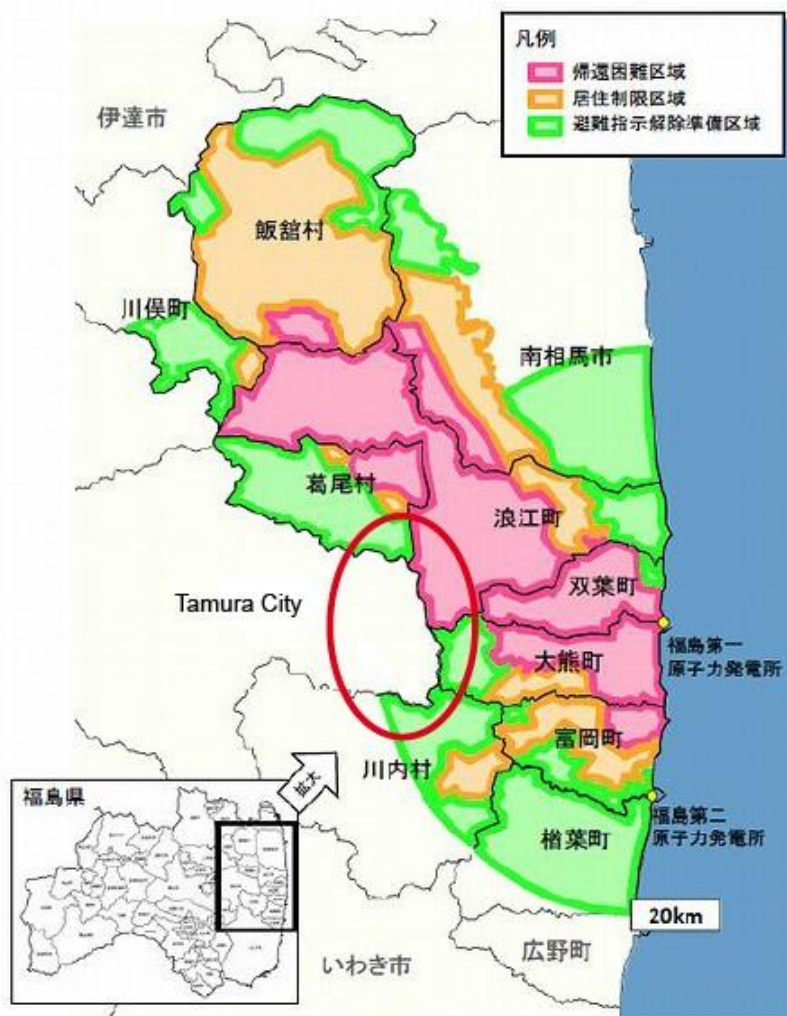 凡例
帰還困難区域
居住制限区域
避難指示解除準備区域
伊達市
飯舘村
川俣町
南相馬市
葛尾村
浪江町
Tamura City
双葉町
福島第一
原子力発電所
大熊町
富岡町
川内村
拡大
福島県
福島第二
原子力発電所
楢葉町
20km
いわき市
広野町